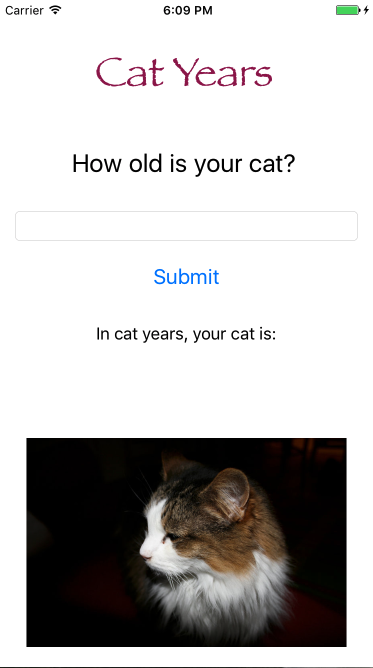 Carrier 6:09 PM
Cat Years
How old is your cat?
Submit
In cat years, your cat is: